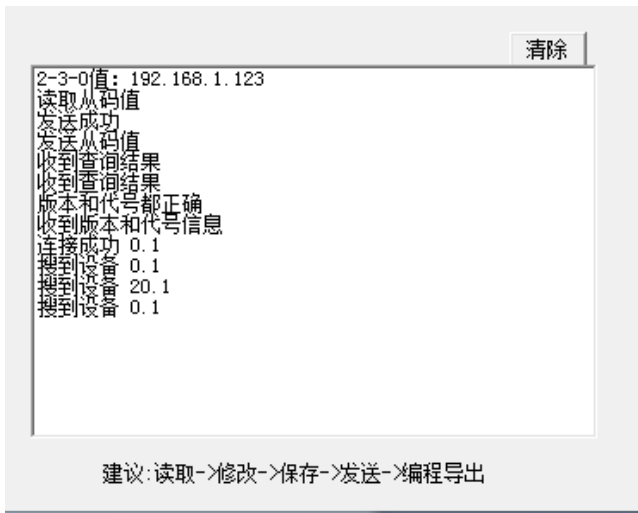 清除
2-3-0值: 192.168.1.123
读取从码值
发送成功
发送从码值
收到查询结果
收到查询结果
版本和代号都正确
收到版本和代号信息
连接成功 0.1
搜到设备 0.1
搜到设备 20.1
搜到设备 0.1
建议:读取->修改->保存->发送->编程导出